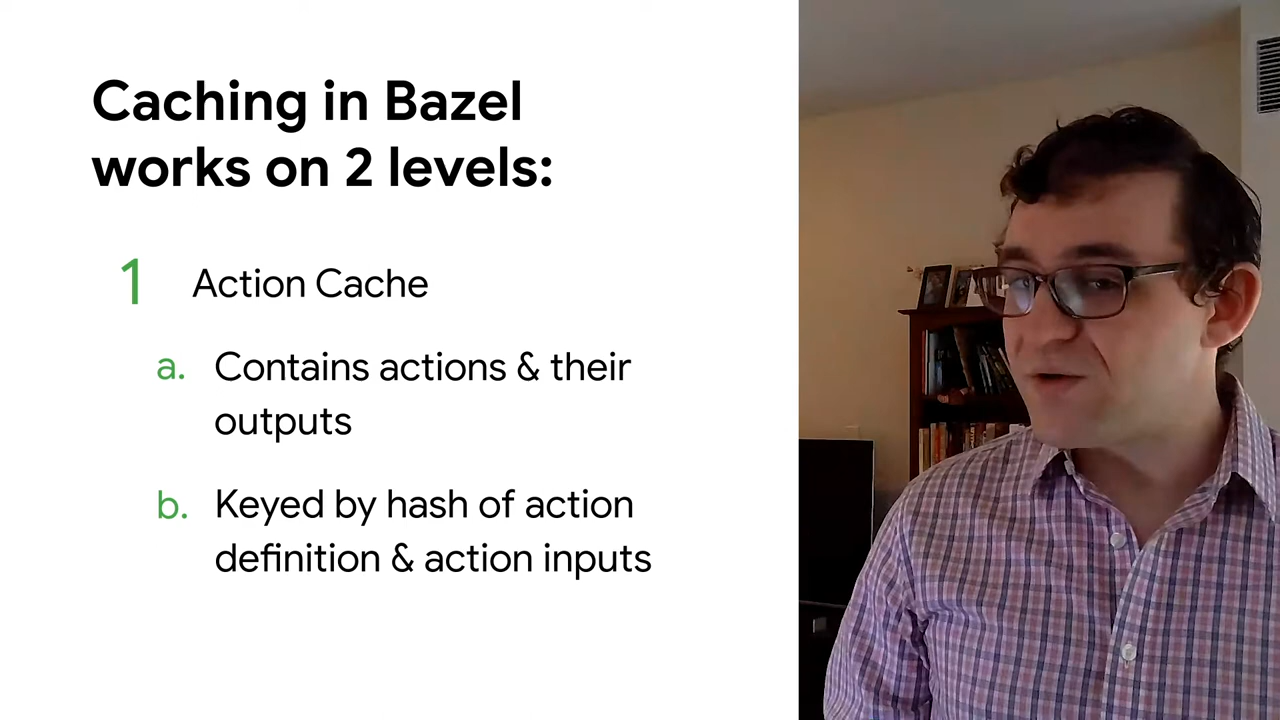 Caching in Bazel
works on 2 levels:
1 Action Cache
a. Contains actions & their
outputs
b. Keyed by hash of action
definition & action inputs